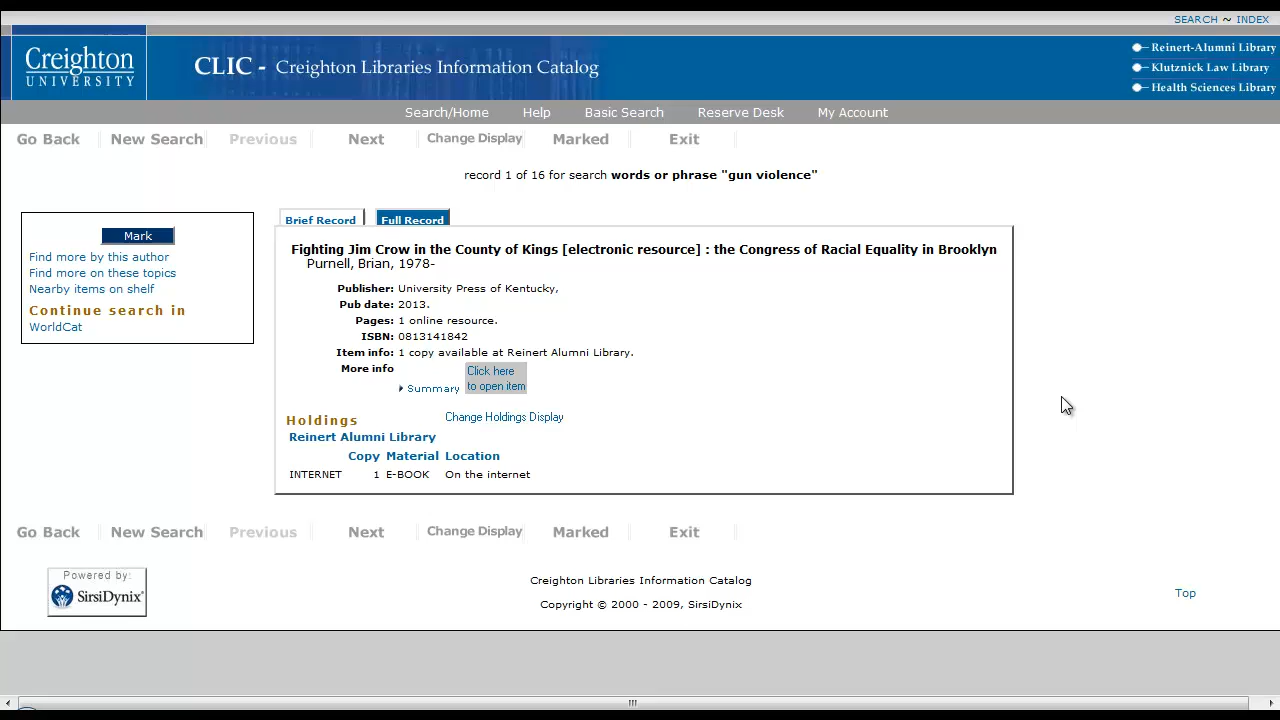 SEARCH ~ INDEX
Creighton
UNIVERSITY
CLIC - Creighton Libraries Information Catalog
Reinert-Alumni Library
Klutznick Law Library
Health Sciences Library
Search/Home Help Basic Search Reserve Desk My Account
Go Back New Search Previous Next Change Display Marked Exit
record 1 of 16 for search words or phrase "gun violence"
Mark
Find more by this author
Find more on these topics
Nearby items on shelf
Continue search in
WorldCat
Brief Record Full Record
Fighting Jim Crow in the County of Kings [electronic resource] : the Congress of Racial Equality in Brooklyn
Purnell, Brian, 1978-
Publisher: University Press of Kentucky,
Pub date: 2013.
Pages: 1 online resource.
ISBN: 0813141842
Item info: 1 copy available at Reinert Alumni Library.
More info
Summary
Click here
to open item
Holdings
Change Holdings Display
Reinert Alumni Library
Copy Material Location
INTERNET 1 E-BOOK On the internet
Go Back New Search Previous Next Change Display Marked Exit
Powered by:
SirsiDynix
Creighton Libraries Information Catalog
Copyright © 2000 - 2009, SirsiDynix
Top